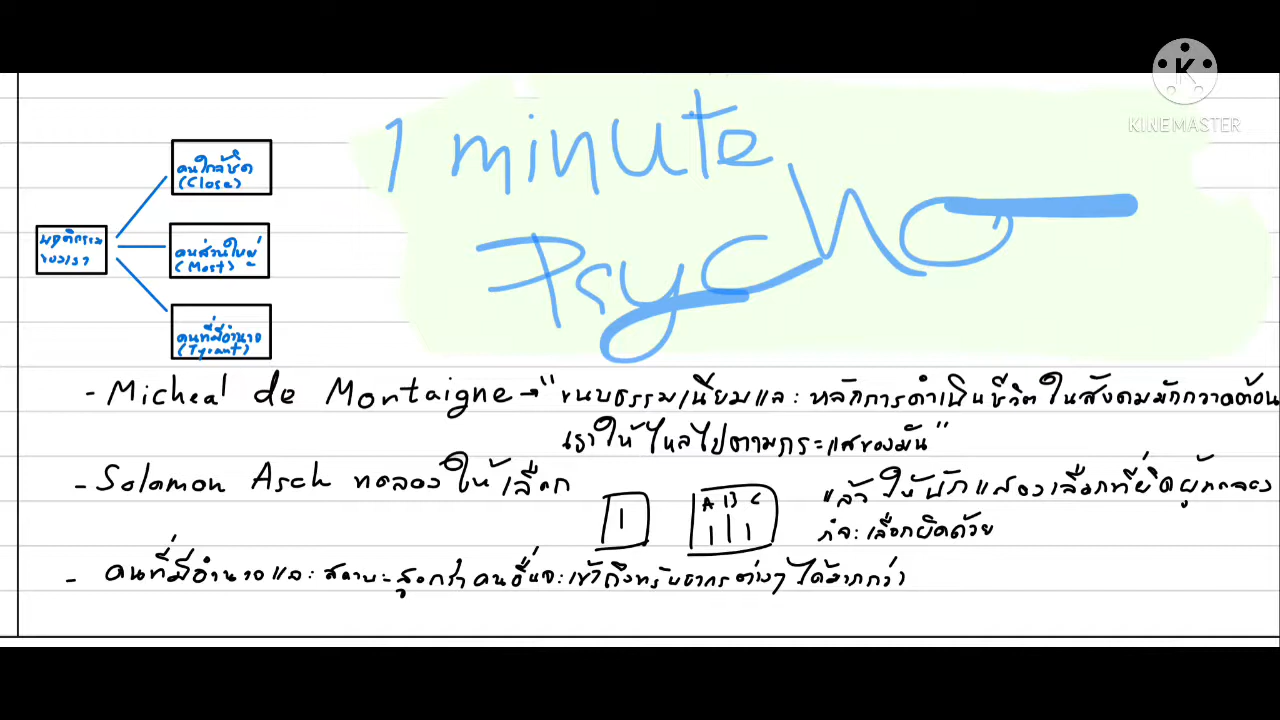 KINEMASTER
1 minute
Psycho
คนใกล้ชิด
(Close)
พฤติกรรม
ของเรา
คนส่วนใหญ่
(Most)
คนที่มีอำนาจ
(Tyrant)
- Micheal de Montaigne → "ขนบธรรมเนียมและหลักการดำเนินชีวิตในสังคมมักกวาดต้อน
เราให้ไหลไปตามกระแสของมัน"
- Solamon Asch ทดลองให้เลือก
A B C
แล้วให้นักแสดงเลือกที่ผิดผู้ทดลอง
ก็จะเลือกผิดด้วย
- คนที่มีอำนาจและสถานะสูงกว่าคนอื่นจะเข้าถึงทรัพยากรต่างๆได้มากกว่า